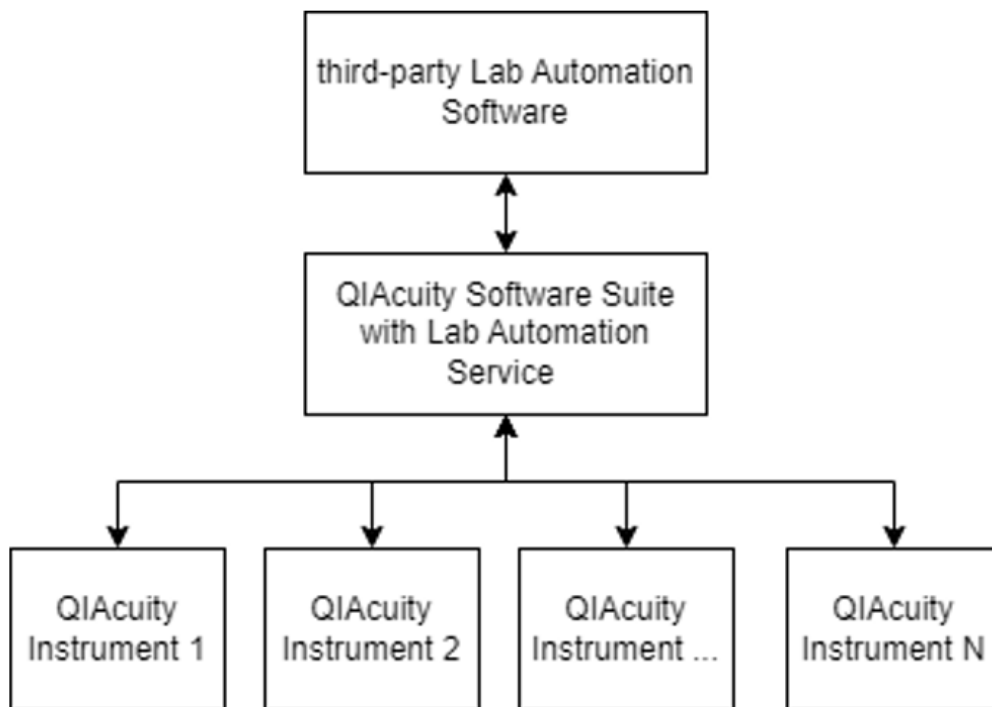 third-party Lab Automation
Software
QIAcuity Software Suite
with Lab Automation
Service
QIAcuity
Instrument 1
QIAcuity
Instrument 2
QIAcuity
Instrument ...
QIAcuity
Instrument N